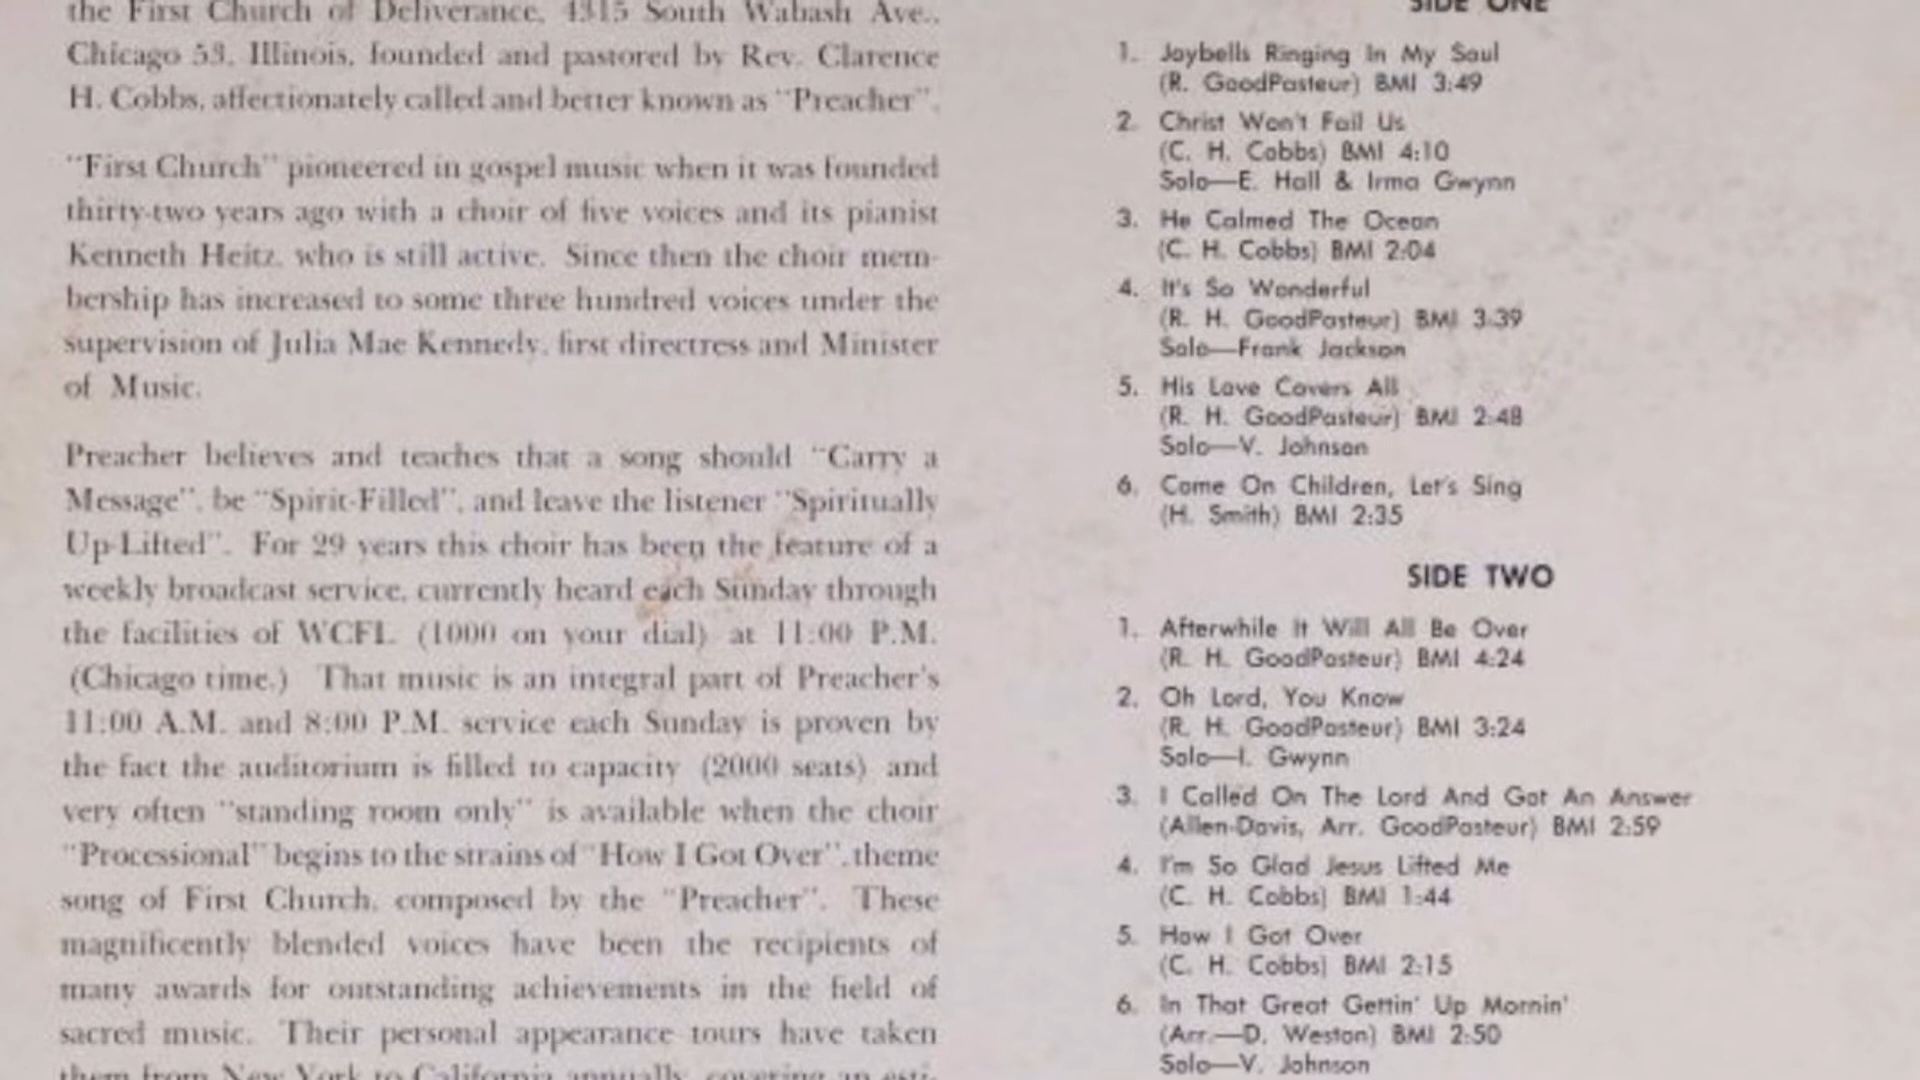 the First Church of Deliverance, 4315 South Wabash Ave.,
Chicago 53, Illinois, founded and pastored by Rev. Clarence
H. Cobbs, affectionately called and better known as "Preacher".
"First Church" pioneered in gospel music when it was founded
thirty-two years ago with a choir of five voices and its pianist
Kenneth Heitz, who is still active. Since then the choir mem-
bership has increased to some three hundred voices under the
supervision of Julia Mae Kennedy, first directress and Minister
of Music.
Preacher believes and teaches that a song should "Carry a
Message", be "Spirit-Filled", and leave the listener "Spiritually
Up-Lifted". For 29 years this choir has been the feature of a
weekly broadcast service, currently heard each Sunday through
the facilities of WCFL (1000 on your dial) at 11:00 P.M.
(Chicago time.) That music is an integral part of Preacher's
11:00 A.M. and 8:00 P.M. service each Sunday is proven by
the fact the auditorium is filled to capacity (2000 seats) and
very often "standing room only" is available when the choir
"Processional" begins to the strains of "How I Got Over", theme
song of First Church, composed by the "Preacher". These
magnificently blended voices have been the recipients of
many awards for outstanding achievements in the field of
sacred music. Their personal appearance tours have taken
them from New York to California annually, covering an esti-
SIDE ONE
1. Joybells Ringing In My Soul
(R. GoodPasteur) BMI 3:49
2. Christ Won't Fail Us
(C. H. Cobbs) BMI 4:10
Solo—E. Hall & Irma Gwynn
3. He Calmed The Ocean
(C. H. Cobbs) BMI 2:04
4. It's So Wonderful
(R. H. GoodPasteur) BMI 3:39
Solo—Frank Jackson
5. His Love Covers All
(R. H. GoodPasteur) BMI 2:48
Solo—V. Johnson
6. Come On Children, Let's Sing
(H. Smith) BMI 2:35
SIDE TWO
1. Afterwhile It Will All Be Over
(R. H. GoodPasteur) BMI 4:24
2. Oh Lord, You Know
(R. H. GoodPasteur) BMI 3:24
Solo—I. Gwynn
3. I Called On The Lord And Got An Answer
(Allen-Davis, Arr. GoodPasteur) BMI 2:59
4. I'm So Glad Jesus Lifted Me
(C. H. Cobbs) BMI 1:44
5. How I Got Over
(C. H. Cobbs) BMI 2:15
6. In That Great Gettin' Up Mornin'
(Arr.—D. Weston) BMI 2:50
Solo—V. Johnson